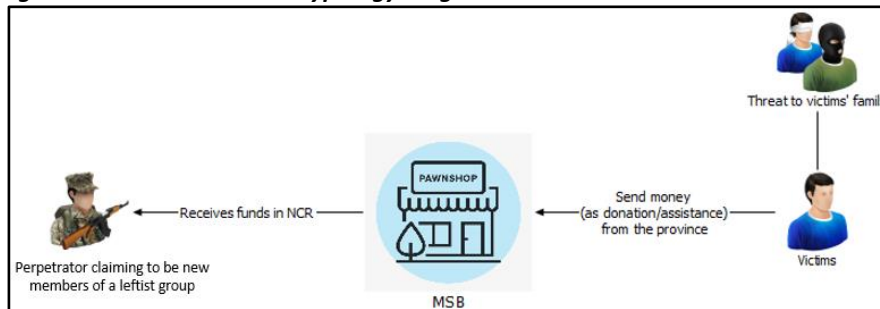 Threat to victims' famil
PAWNSHOP
Send money
(as donation/assistance)
from the province
Receives funds in NCR
Victims
Perpetrator claiming to be new
members of a leftist group
MSB